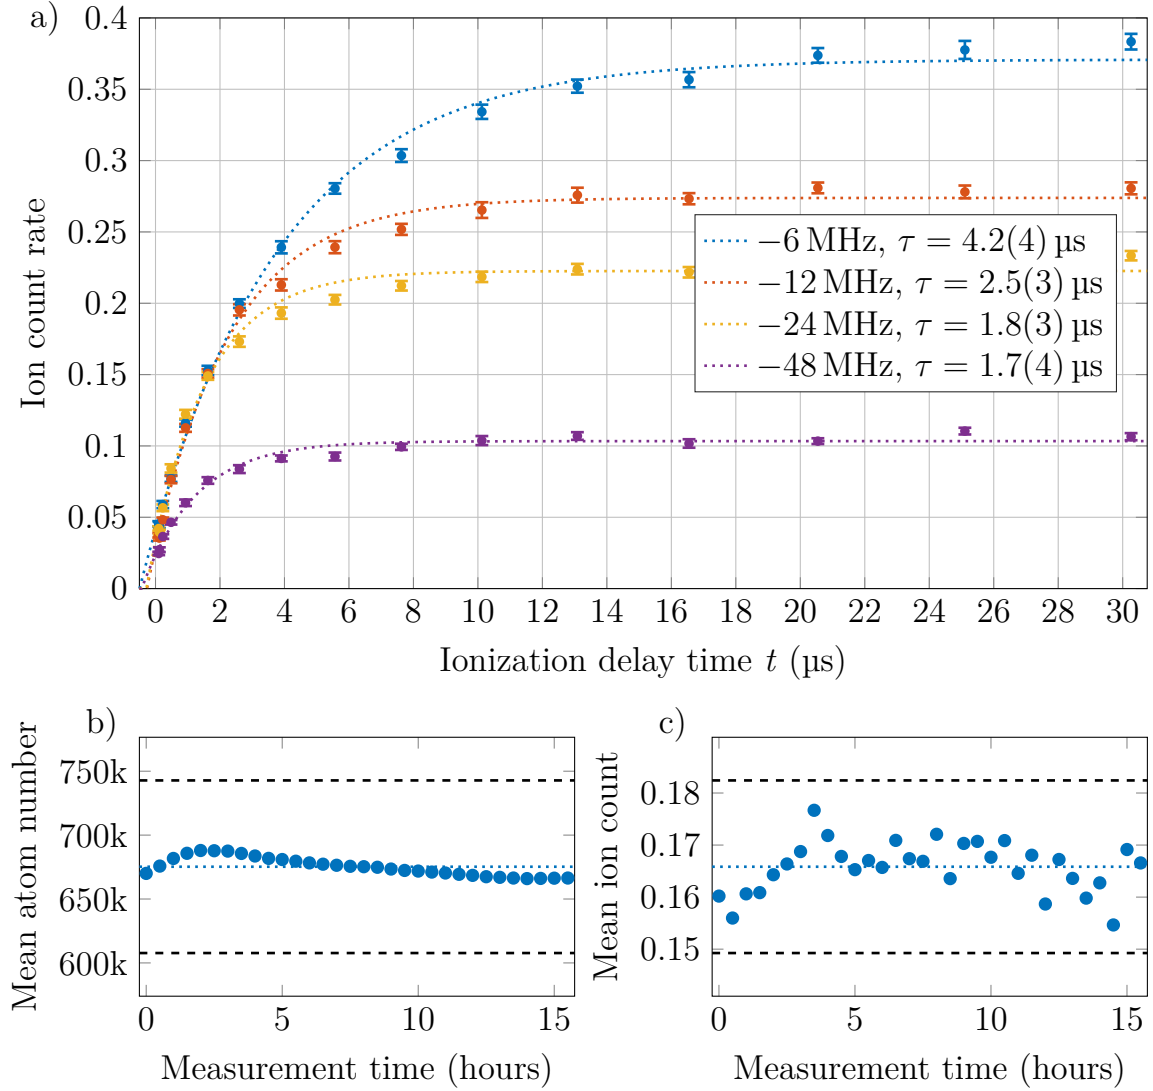 a)
0.4
0.35
0.3
0.25
0.2
0.15
0.1
0.05
0
Ion count rate
−6 MHz, τ = 4.2(4) µs
−12 MHz, τ = 2.5(3) µs
−24 MHz, τ = 1.8(3) µs
−48 MHz, τ = 1.7(4) µs
0 2 4 6 8 10 12 14 16 18 20 22 24 26 28 30
Ionization delay time t (µs)
b)
Mean atom number
750k
700k
650k
600k
0 5 10 15
Measurement time (hours)
c)
Mean ion count
0.18
0.17
0.16
0.15
0 5 10 15
Measurement time (hours)